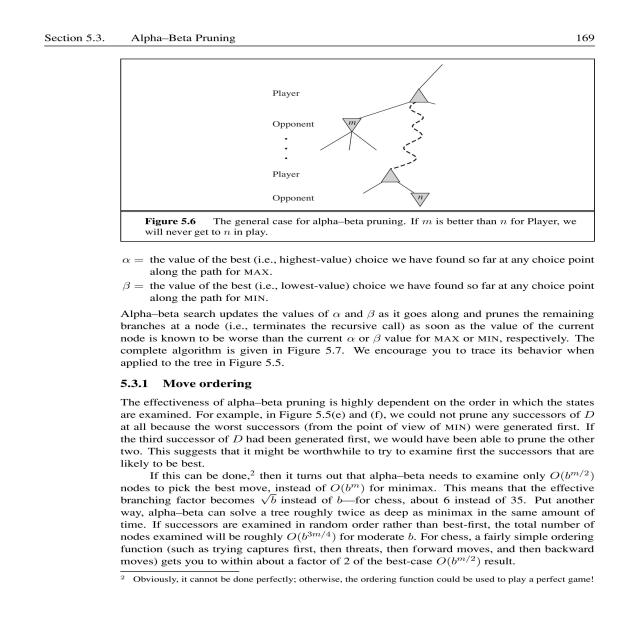 Section 5.3. Alpha–Beta Pruning 169
Player
Opponent
m
.
.
.
Player
Opponent
n
Figure 5.6 The general case for alpha–beta pruning. If m is better than n for Player, we
will never get to n in play.
α = the value of the best (i.e., highest-value) choice we have found so far at any choice point
along the path for MAX.
β = the value of the best (i.e., lowest-value) choice we have found so far at any choice point
along the path for MIN.
Alpha–beta search updates the values of α and β as it goes along and prunes the remaining
branches at a node (i.e., terminates the recursive call) as soon as the value of the current
node is known to be worse than the current α or β value for MAX or MIN, respectively. The
complete algorithm is given in Figure 5.7. We encourage you to trace its behavior when
applied to the tree in Figure 5.5.
5.3.1 Move ordering
The effectiveness of alpha–beta pruning is highly dependent on the order in which the states
are examined. For example, in Figure 5.5(e) and (f), we could not prune any successors of D
at all because the worst successors (from the point of view of MIN) were generated first. If
the third successor of D had been generated first, we would have been able to prune the other
two. This suggests that it might be worthwhile to try to examine first the successors that are
likely to be best.
If this can be done,² then it turns out that alpha–beta needs to examine only O(b^{m/2})
nodes to pick the best move, instead of O(b^m) for minimax. This means that the effective
branching factor becomes √b instead of b—for chess, about 6 instead of 35. Put another
way, alpha–beta can solve a tree roughly twice as deep as minimax in the same amount of
time. If successors are examined in random order rather than best-first, the total number of
nodes examined will be roughly O(b^{3m/4}) for moderate b. For chess, a fairly simple ordering
function (such as trying captures first, then threats, then forward moves, and then backward
moves) gets you to within about a factor of 2 of the best-case O(b^{m/2}) result.
² Obviously, it cannot be done perfectly; otherwise, the ordering function could be used to play a perfect game!